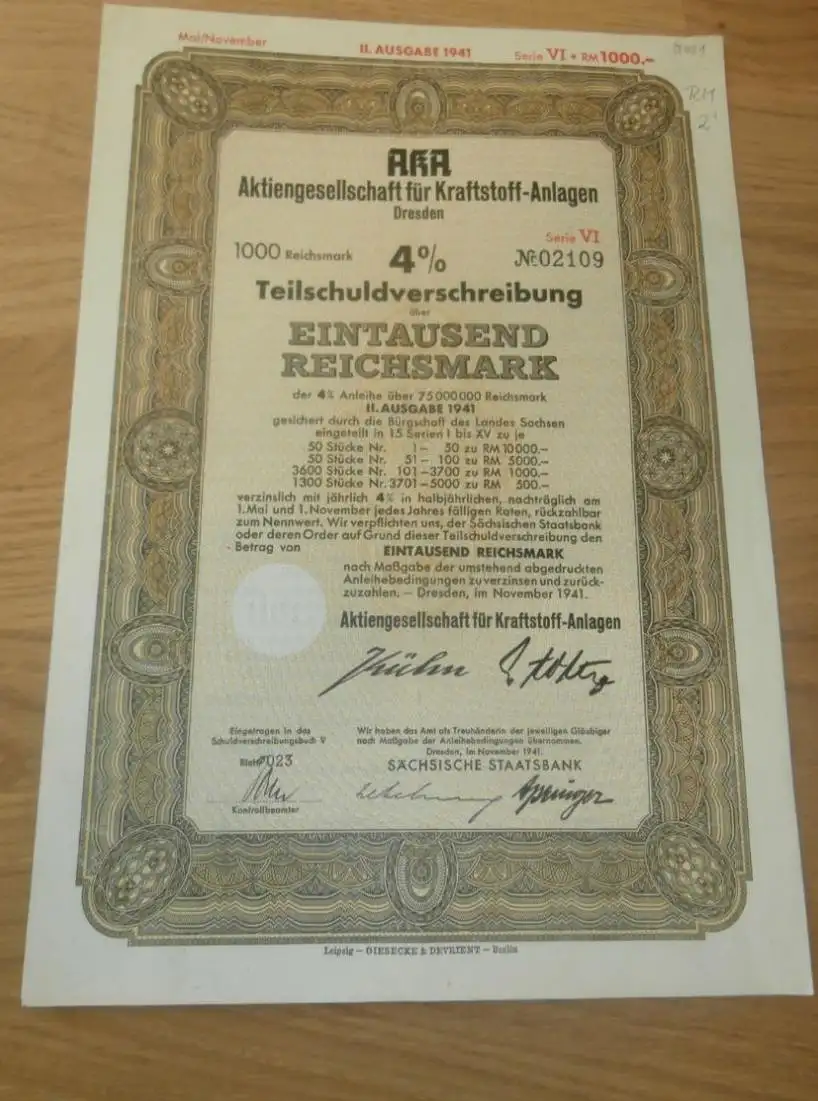 Mai/November II. AUSGABE 1941 Serie VI • RM 1000.-
RM
2'
AKA
Aktiengesellschaft für Kraftstoff-Anlagen
Dresden
Serie VI
1000 Reichsmark 4% № 02109
Teilschuldverschreibung
über
EINTAUSEND
REICHSMARK
der 4% Anleihe über 75 000 000 Reichsmark
II. AUSGABE 1941
gesichert durch die Bürgschaft des Landes Sachsen
eingeteilt in 15 Serien I bis XV zu je
50 Stücke Nr. 1 – 50 zu RM 10000.–
50 Stücke Nr. 51 – 100 zu RM 5000.–
3600 Stücke Nr. 101–3700 zu RM 1000.–
1300 Stücke Nr. 3701–5000 zu RM 500.–
verzinslich mit jährlich 4% in halbjährlichen, nachträglich am
1. Mai und 1. November jedes Jahres fälligen Raten, rückzahlbar
zum Nennwert. Wir verpflichten uns, der Sächsischen Staatsbank
oder deren Order auf Grund dieser Teilschuldverschreibung den
Betrag von EINTAUSEND REICHSMARK
nach Maßgabe der umstehend abgedruckten
Anleihebedingungen zu verzinsen und zurück-
zuzahlen. – Dresden, im November 1941.
Aktiengesellschaft für Kraftstoff-Anlagen
Kühn
Eingetragen in das
Schuldverschreibungsbuch V
Blatt 023
Kontrollbeamter
Wir haben das Amt als Treuhänderin der jeweiligen Gläubiger
nach Maßgabe der Anleihebedingungen übernommen.
Dresden, im November 1941.
SÄCHSISCHE STAATSBANK
Springer
Leipzig – GIESECKE & DEVRIENT – Berlin